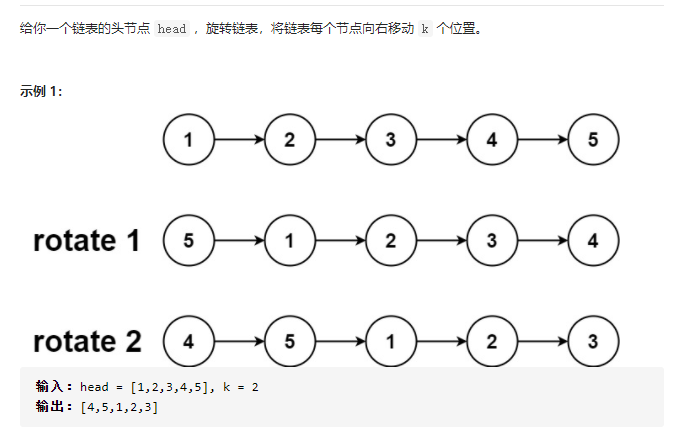 给你一个链表的头节点 head ，旋转链表，将链表每个节点向右移动 k 个位置。
示例 1：
1 2 3 4 5
rotate 1 5 1 2 3 4
rotate 2 4 5 1 2 3
输入：head = [1,2,3,4,5], k = 2
输出：[4,5,1,2,3]